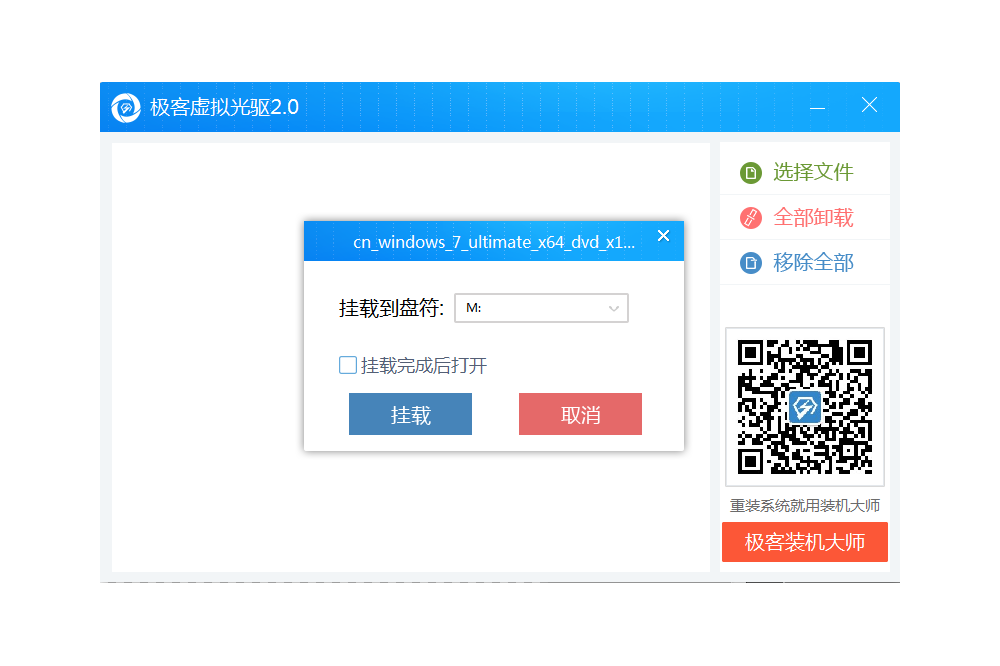 极客虚拟光驱2.0
选择文件
全部卸载
移除全部
cn_windows_7_ultimate_x64_dvd_x1...
挂载到盘符:
M:
挂载完成后打开
挂载
取消
重装系统就用装机大师
极客装机大师